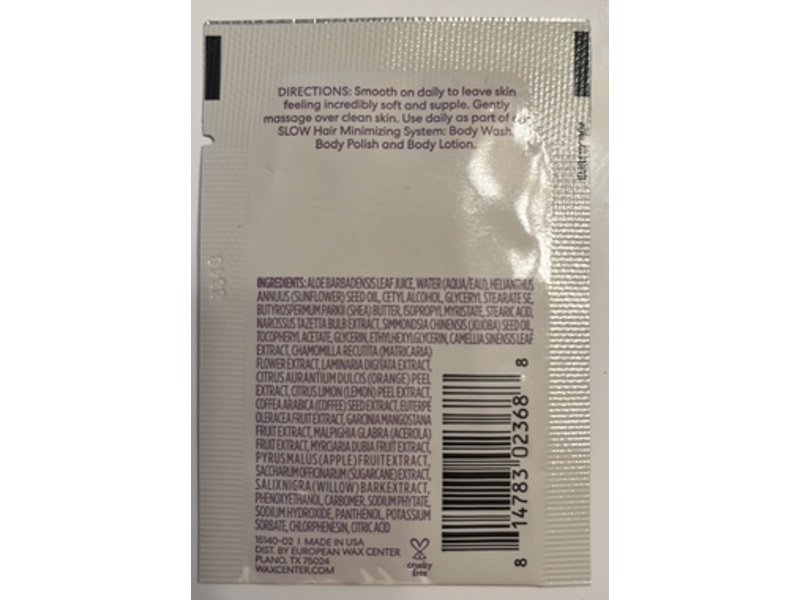 DIRECTIONS: Smooth on daily to leave skin
feeling incredibly soft and supple. Gently
massage over clean skin. Use daily as part of our
SLOW Hair Minimizing System: Body Wash,
Body Polish and Body Lotion.
INGREDIENTS: ALOE BARBADENSIS LEAF JUICE, WATER (AQUA/EAU), HELIANTHUS
ANNUUS (SUNFLOWER) SEED OIL, CETYL ALCOHOL, GLYCERYL STEARATE SE,
BUTYROSPERMUM PARKII (SHEA) BUTTER, ISOPROPYL MYRISTATE, STEARIC ACID,
NARCISSUS TAZETTA BULB EXTRACT, SIMMONDSIA CHINENSIS (JOJOBA) SEED OIL,
TOCOPHERYL ACETATE, GLYCERIN, ETHYLHEXYLGLYCERIN, CAMELLIA SINENSIS LEAF
EXTRACT, CHAMOMILLA RECUTITA (MATRICARIA)
FLOWER EXTRACT, LAMINARIA DIGITATA EXTRACT,
CITRUS AURANTIUM DULCIS (ORANGE) PEEL
EXTRACT, CITRUS LIMON (LEMON) PEEL EXTRACT,
COFFEA ARABICA (COFFEE) SEED EXTRACT, EUTERPE
OLERACEA FRUIT EXTRACT, GARCINIA MANGOSTANA
FRUIT EXTRACT, MALPIGHIA GLABRA (ACEROLA)
FRUIT EXTRACT, MYRCIARIA DUBIA FRUIT EXTRACT,
PYRUS MALUS (APPLE) FRUIT EXTRACT,
SACCHARUM OFFICINARUM (SUGARCANE) EXTRACT,
SALIX NIGRA (WILLOW) BARK EXTRACT,
PHENOXYETHANOL, CARBOMER, SODIUM PHYTATE,
SODIUM HYDROXIDE, PANTHENOL, POTASSIUM
SORBATE, CHLORPHENESIN, CITRIC ACID
15140-02 | MADE IN USA
DIST. BY EUROPEAN WAX CENTER
PLANO, TX 75024
WAXCENTER.COM
cruelty
free
8 14783 02368 8